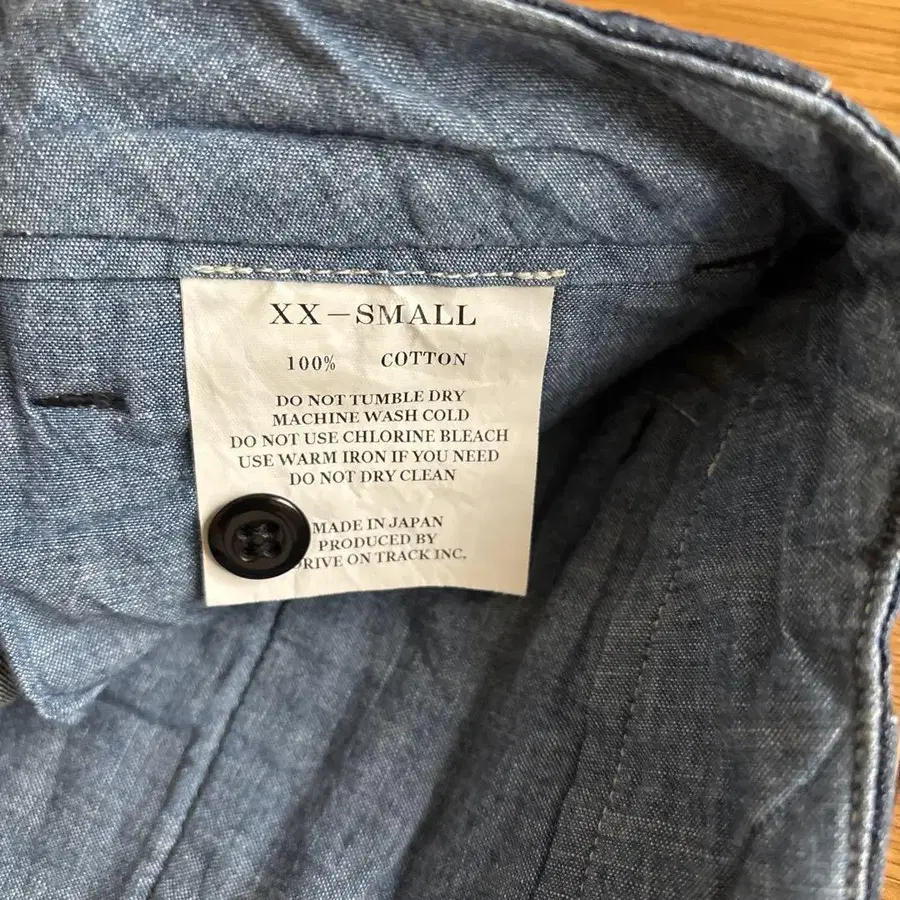 XX–SMALL
100% COTTON
DO NOT TUMBLE DRY
MACHINE WASH COLD
DO NOT USE CHLORINE BLEACH
USE WARM IRON IF YOU NEED
DO NOT DRY CLEAN
MADE IN JAPAN
PRODUCED BY
RIVE ON TRACK INC.